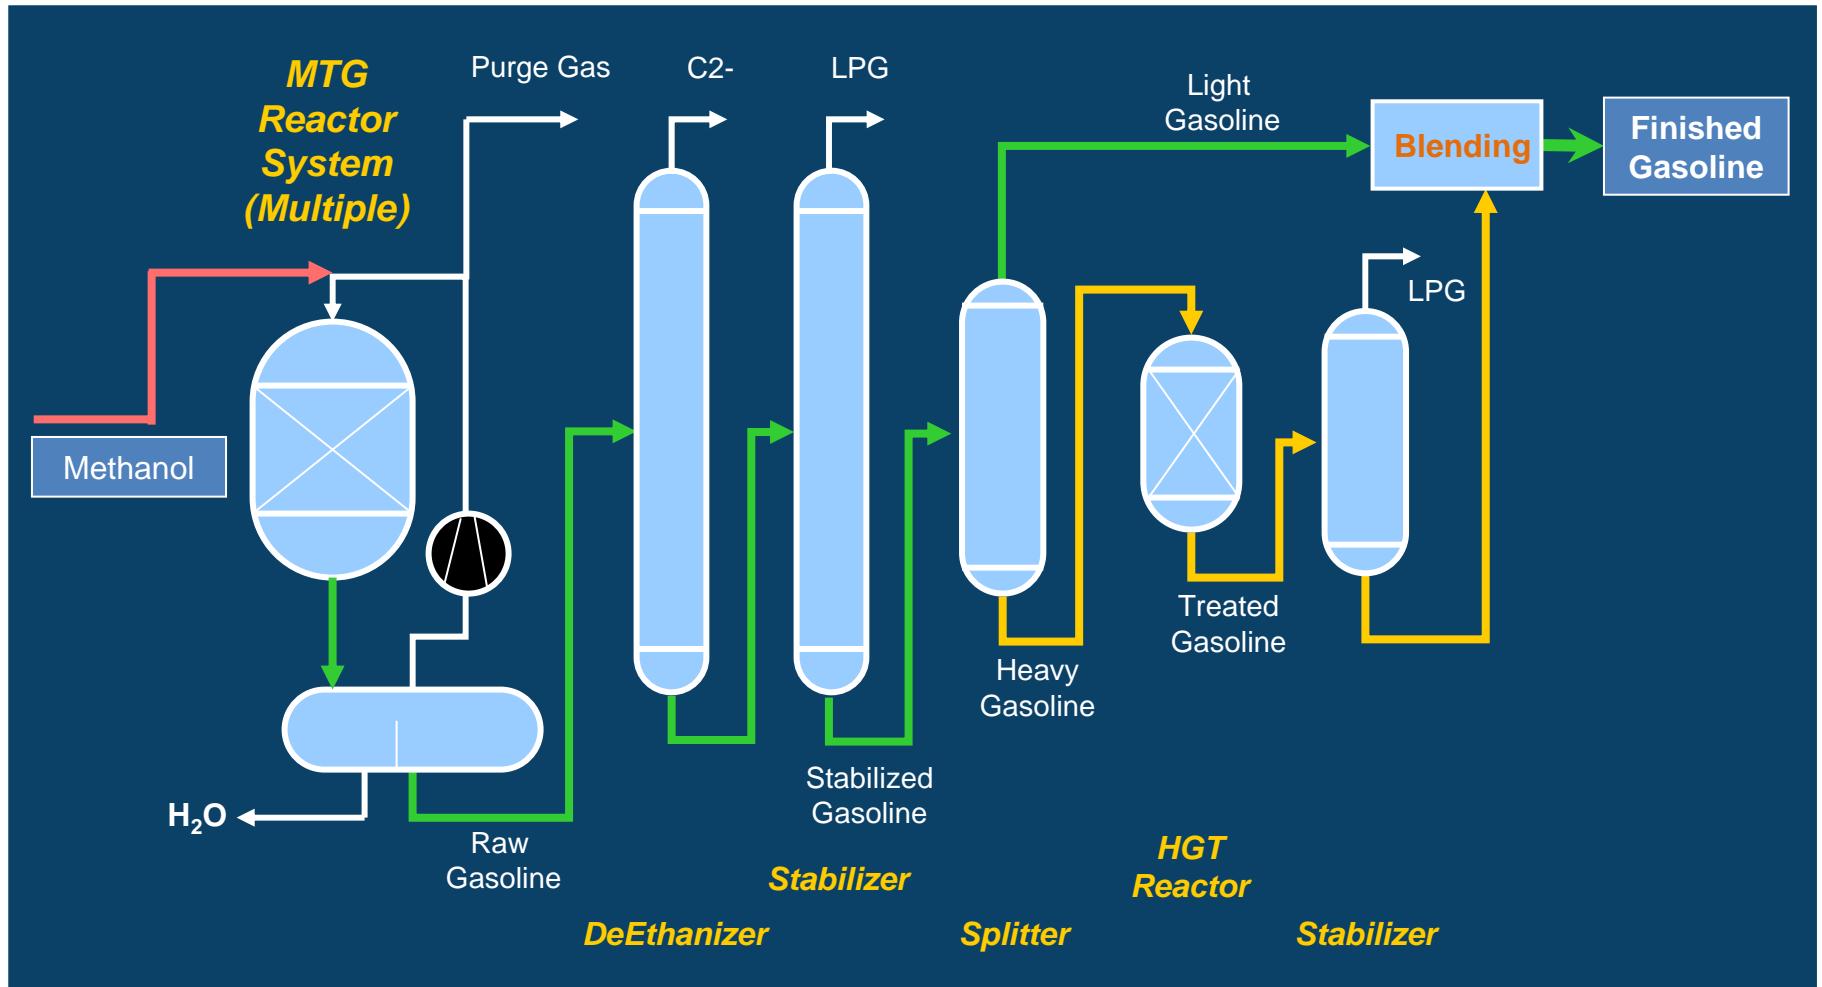 MTG
Reactor
System
(Multiple)
Purge Gas
C2-
LPG
Light
Gasoline
Blending
Finished
Gasoline
LPG
Methanol
Treated
Gasoline
Heavy
Gasoline
Stabilized
Gasoline
H₂O
Raw
Gasoline
HGT
Reactor
Stabilizer
DeEthanizer
Splitter
Stabilizer